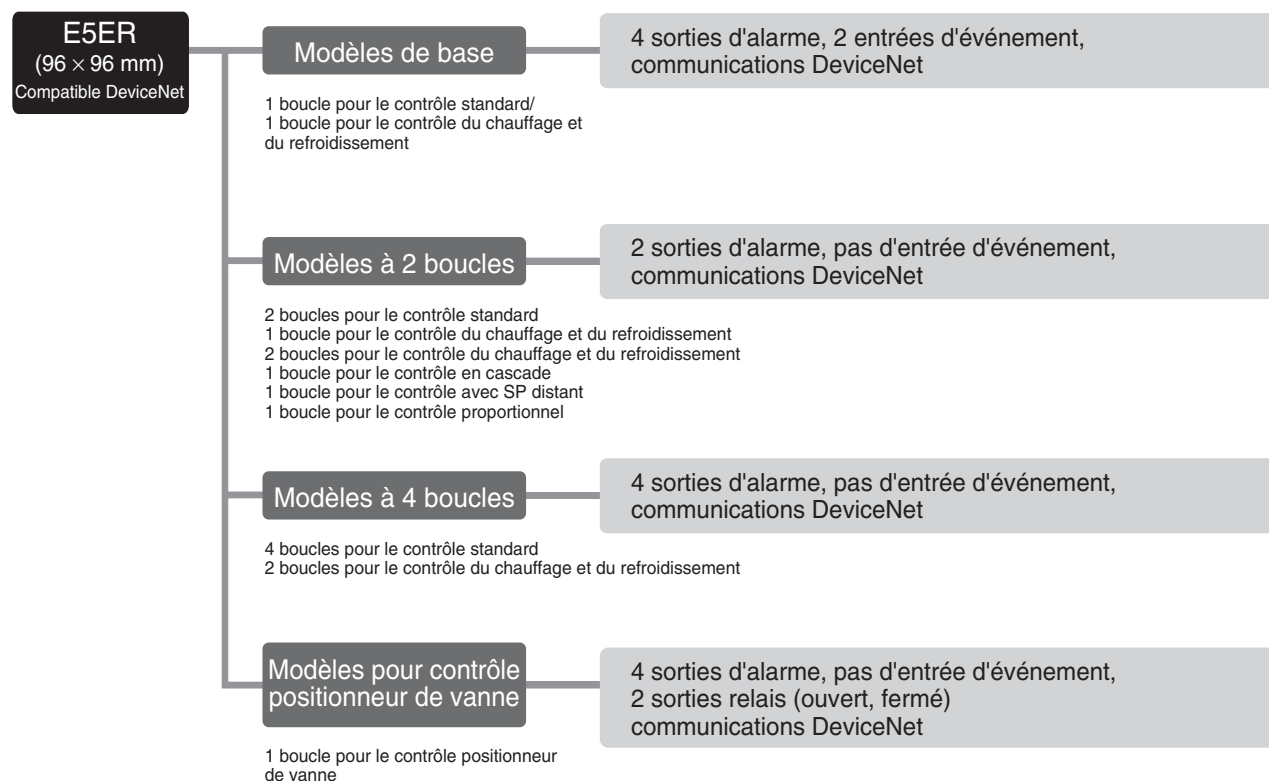 E5ER
(96 × 96 mm)
Compatible DeviceNet
Modèles de base
4 sorties d'alarme, 2 entrées d'événement,
communications DeviceNet
1 boucle pour le contrôle standard/
1 boucle pour le contrôle du chauffage et
du refroidissement
Modèles à 2 boucles
2 sorties d'alarme, pas d'entrée d'événement,
communications DeviceNet
2 boucles pour le contrôle standard
1 boucle pour le contrôle du chauffage et du refroidissement
2 boucles pour le contrôle du chauffage et du refroidissement
1 boucle pour le contrôle en cascade
1 boucle pour le contrôle avec SP distant
1 boucle pour le contrôle proportionnel
Modèles à 4 boucles
4 sorties d'alarme, pas d'entrée d'événement,
communications DeviceNet
4 boucles pour le contrôle standard
2 boucles pour le contrôle du chauffage et du refroidissement
Modèles pour contrôle
positionneur de vanne
4 sorties d'alarme, pas d'entrée d'événement,
2 sorties relais (ouvert, fermé)
communications DeviceNet
1 boucle pour le contrôle positionneur
de vanne